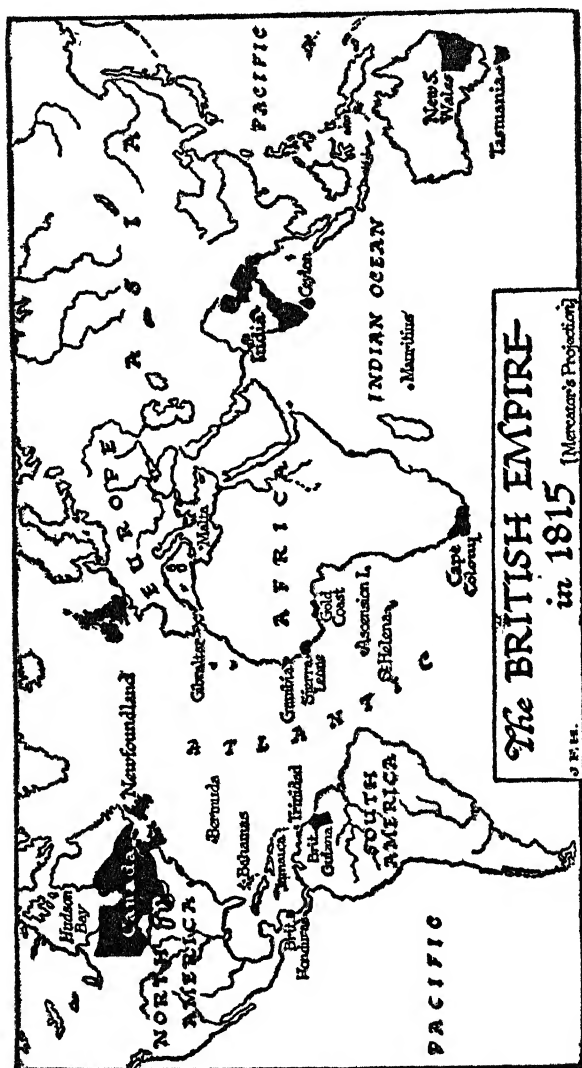 PACIFIC
ASIA
EUROPE
Newfoundland
Hudson
Bay
Canada
NORTH
AMERICA
Bermuda
Bahamas
Jamaica
Brit.
Honduras
Trinidad
Brit.
Guiana
SOUTH
AMERICA
PACIFIC
Gibraltar
Malta
AFRICA
Gambia
Sierra
Leone
Gold
Coast
Ascension I.
St Helena
Cape
Colony
India
Ceylon
INDIAN OCEAN
Mauritius
New S.
Wales
Tasmania
The BRITISH EMPIRE
in 1815 [Mercator's Projection]
J.F.H.